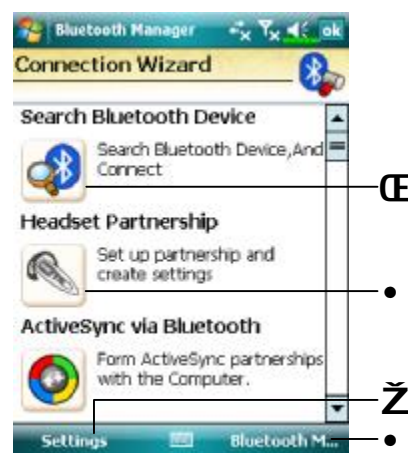 Bluetooth Manager ok
Connection Wizard
Search Bluetooth Device
Search Bluetooth Device,And
Connect
Œ
Headset Partnership
Set up partnership and
create settings
•
ActiveSync via Bluetooth
Form ActiveSync partnerships
with the Computer.
Ž
Settings Bluetooth M...
•